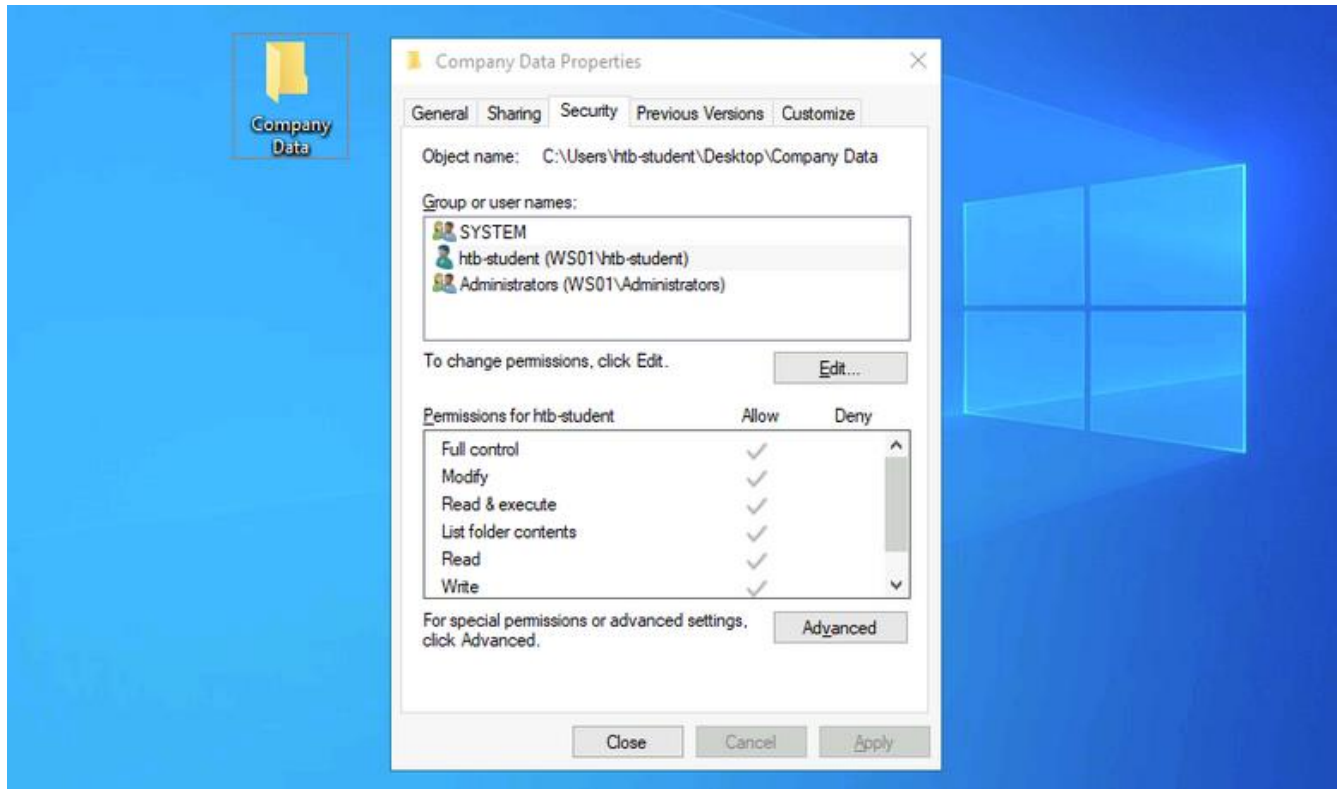 Company
Data
Company Data Properties
General Sharing Security Previous Versions Customize
Object name: C:\Users\htb-student\Desktop\Company Data
Group or user names:
SYSTEM
htb-student (WS01\htb-student)
Administrators (WS01\Administrators)
To change permissions, click Edit.
Edit...
Permissions for htb-student Allow Deny
Full control
Modify
Read & execute
List folder contents
Read
Write
For special permissions or advanced settings,
click Advanced.
Advanced
Close Cancel Apply